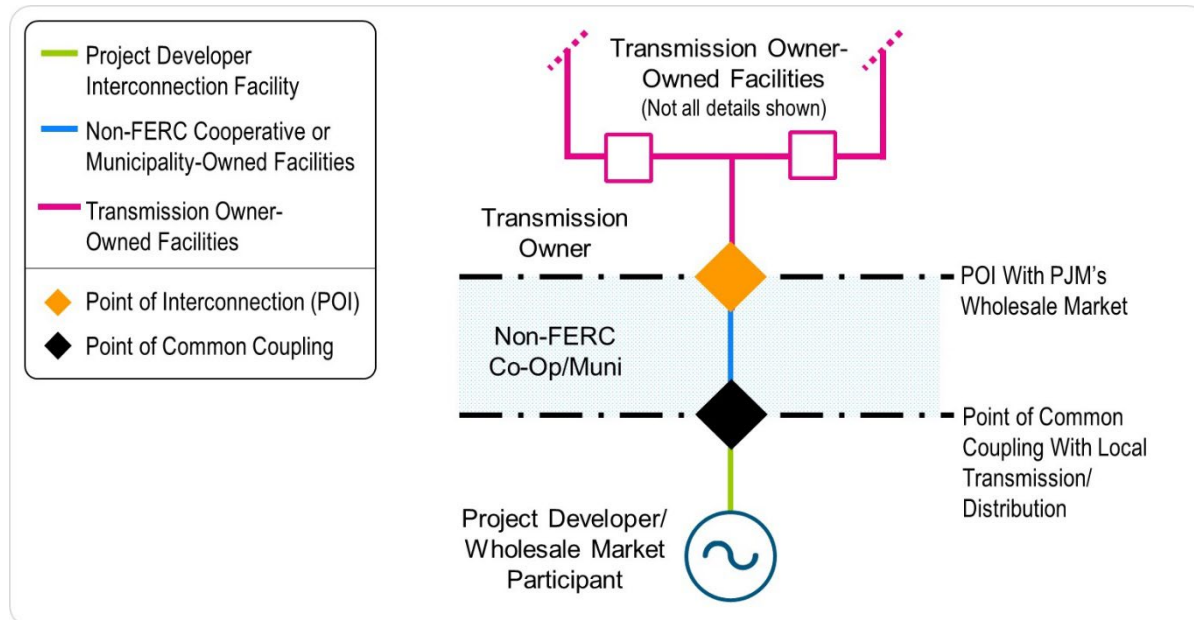 Project Developer
Interconnection Facility
Non-FERC Cooperative or
Municipality-Owned Facilities
Transmission Owner-
Owned Facilities
Point of Interconnection (POI)
Point of Common Coupling
Transmission Owner-
Owned Facilities
(Not all details shown)
Transmission
Owner
POI With PJM's
Wholesale Market
Non-FERC
Co-Op/Muni
Point of Common
Coupling With Local
Transmission/
Distribution
Project Developer/
Wholesale Market
Participant